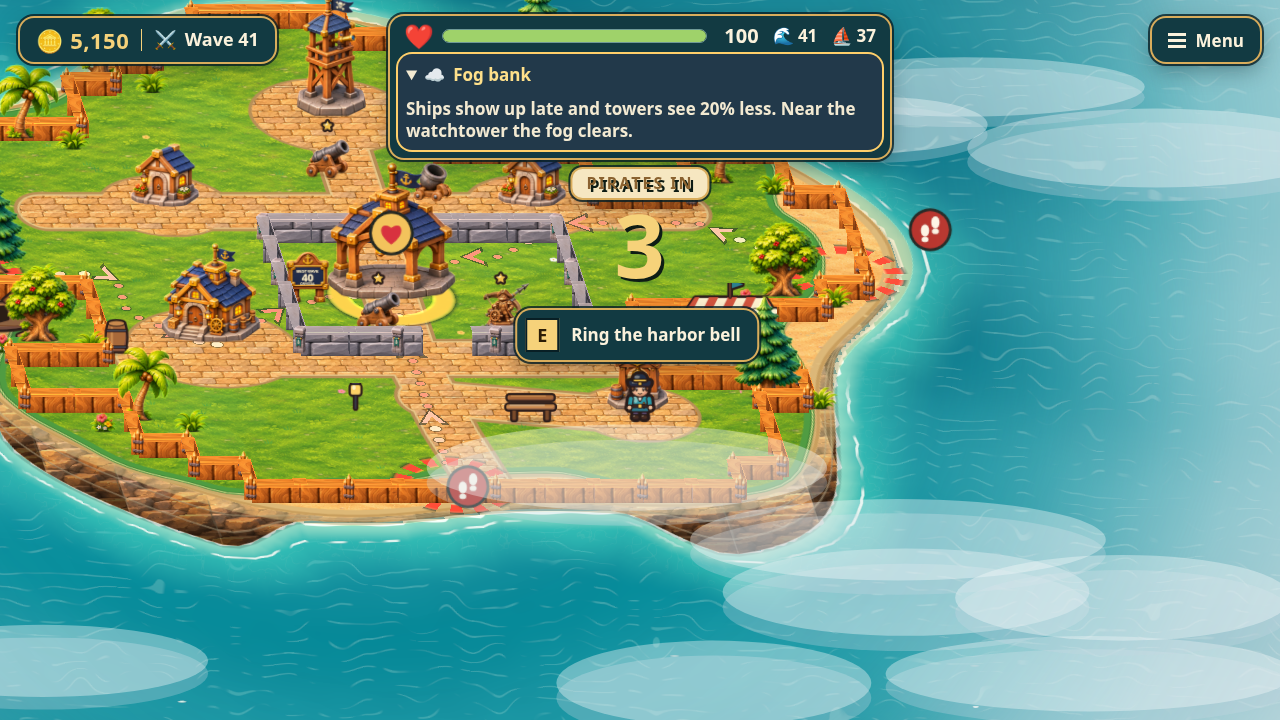 5,150
Wave 41
100
41
37
Menu
Fog bank
Ships show up late and towers see 20% less. Near the
watchtower the fog clears.
PIRATES IN
3
40
E
Ring the harbor bell